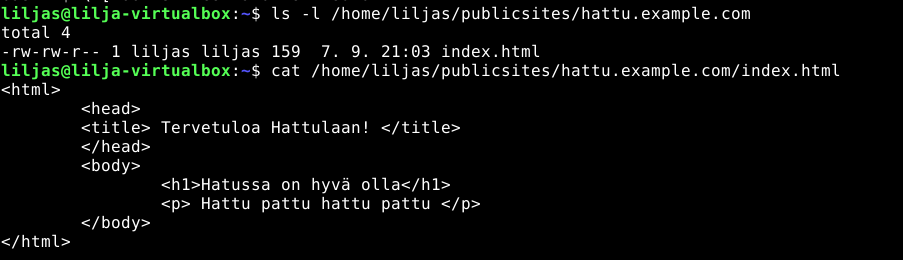 liljas@lilja-virtualbox:~$ ls -l /home/liljas/publicsites/hattu.example.com
total 4
-rw-rw-r-- 1 liljas liljas 159  7. 9. 21:03 index.html
liljas@lilja-virtualbox:~$ cat /home/liljas/publicsites/hattu.example.com/index.html
<html>
        <head>
        <title> Tervetuloa Hattulaan! </title>
        </head>
        <body>
                <h1>Hatussa on hyvä olla</h1>
                <p> Hattu pattu hattu pattu </p>
        </body>
</html>